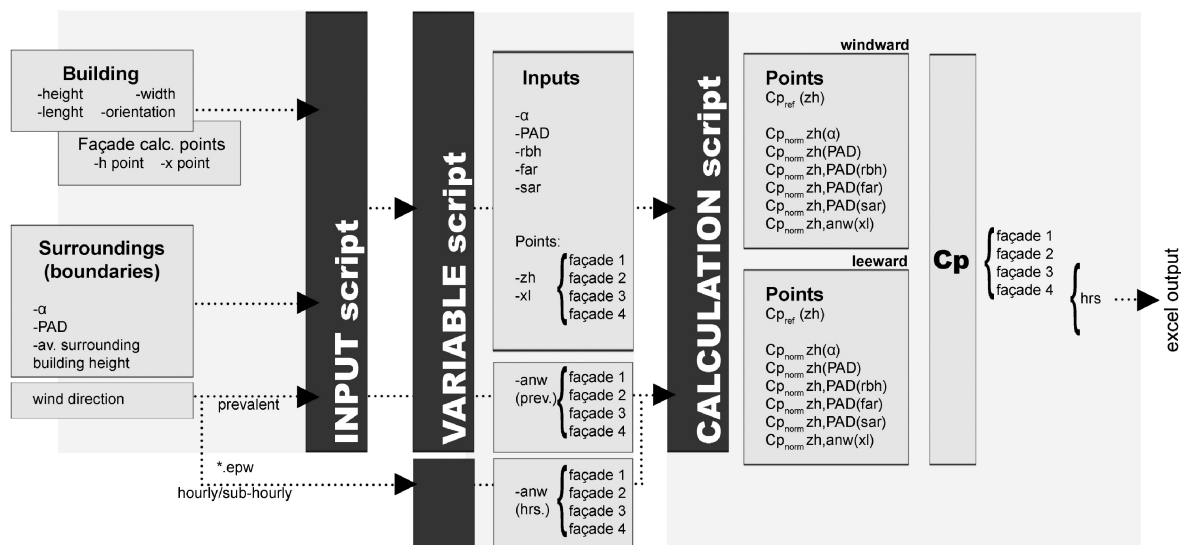 Building
-height -width
-lenght -orientation
Façade calc. points
-h point -x point
Surroundings
(boundaries)
-α
-PAD
-av. surrounding
building height
wind direction
prevalent
*.epw
hourly/sub-hourly
INPUT script
VARIABLE script
Inputs
-α
-PAD
-rbh
-far
-sar
Points:
-zh
-xl
façade 1
façade 2
façade 3
façade 4
-anw
(prev.)
façade 1
façade 2
façade 3
façade 4
-anw
(hrs.)
façade 1
façade 2
façade 3
façade 4
CALCULATION script
windward
Points
Cpref (zh)
Cpnorm zh(α)
Cpnorm zh(PAD)
Cpnorm zh,PAD(rbh)
Cpnorm zh,PAD(far)
Cpnorm zh,PAD(sar)
Cpnorm zh,anw(xl)
leeward
Points
Cpref (zh)
Cpnorm zh(α)
Cpnorm zh(PAD)
Cpnorm zh,PAD(rbh)
Cpnorm zh,PAD(far)
Cpnorm zh,PAD(sar)
Cpnorm zh,anw(xl)
Cp
façade 1
façade 2
façade 3
façade 4
hrs
excel output